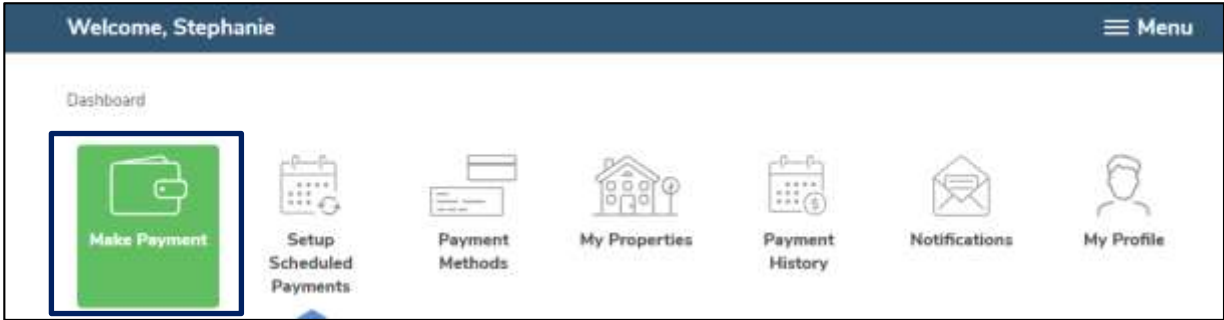 Welcome, Stephanie
Menu
Dashboard
Make Payment
Setup
Scheduled
Payments
Payment
Methods
My Properties
Payment
History
Notifications
My Profile